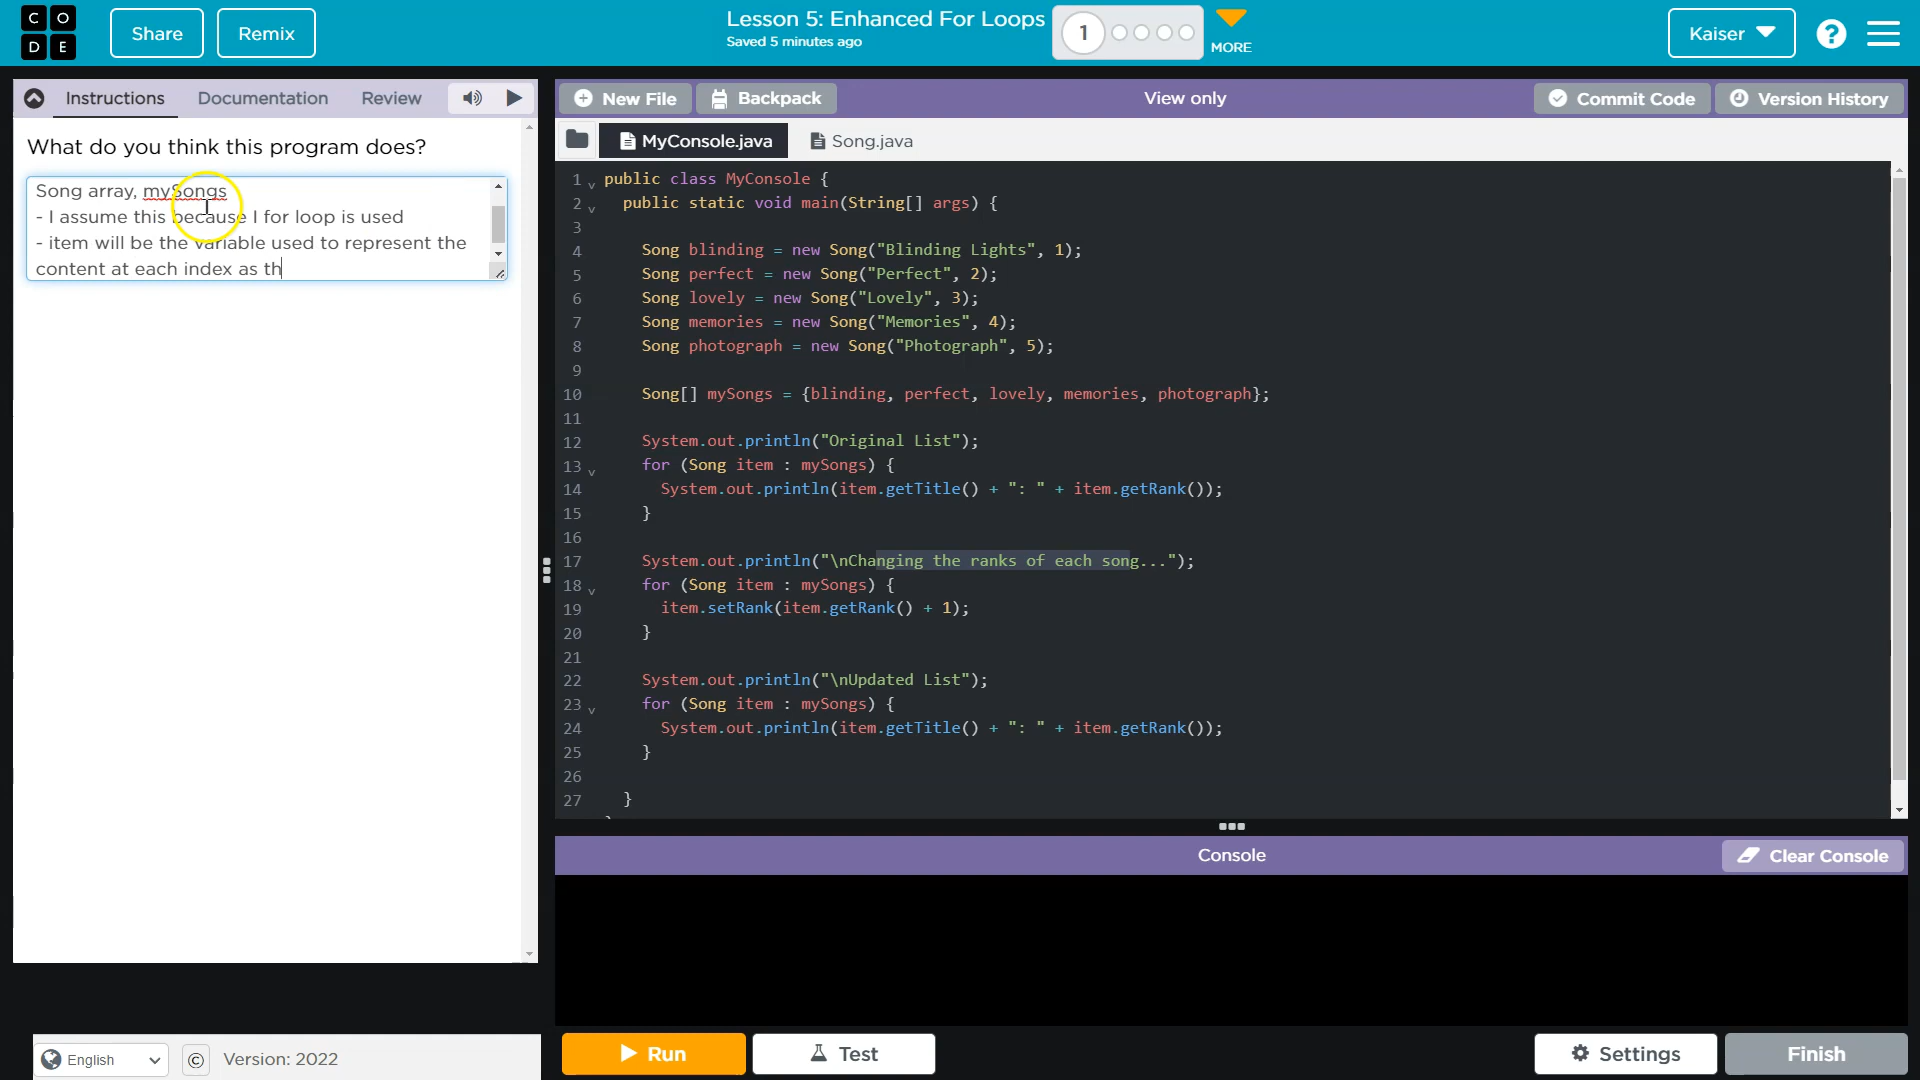 C O
D E
Share
Remix
Lesson 5: Enhanced For Loops
Saved 5 minutes ago
1
MORE
Kaiser
?
Instructions
Documentation
Review
What do you think this program does?
Song array, mySongs
- I assume this because I for loop is used
- item will be the variable used to represent the
content at each index as th
New File
Backpack
View only
Commit Code
Version History
MyConsole.java
Song.java
1 public class MyConsole {
2 public static void main(String[] args) {
3
4 Song blinding = new Song("Blinding Lights", 1);
5 Song perfect = new Song("Perfect", 2);
6 Song lovely = new Song("Lovely", 3);
7 Song memories = new Song("Memories", 4);
8 Song photograph = new Song("Photograph", 5);
9
10 Song[] mySongs = {blinding, perfect, lovely, memories, photograph};
11
12 System.out.println("Original List");
13 for (Song item : mySongs) {
14 System.out.println(item.getTitle() + ": " + item.getRank());
15 }
16
17 System.out.println("\nChanging the ranks of each song...");
18 for (Song item : mySongs) {
19 item.setRank(item.getRank() + 1);
20 }
21
22 System.out.println("\nUpdated List");
23 for (Song item : mySongs) {
24 System.out.println(item.getTitle() + ": " + item.getRank());
25 }
26
27 }
Console
Clear Console
English
©
Version: 2022
Run
Test
Settings
Finish